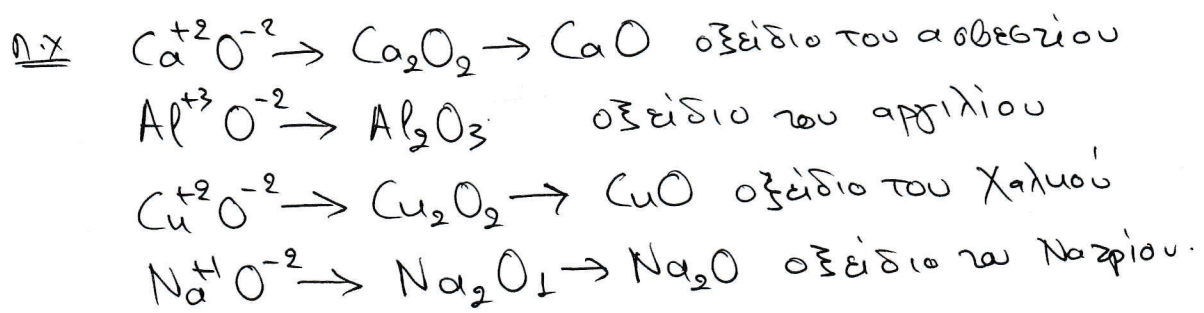 π.χ Ca⁺²O⁻² → Ca₂O₂ → CaO οξείδιο του ασβεστίου
Al⁺³O⁻² → Al₂O₃ οξείδιο του αργιλίου
Cu⁺²O⁻² → Cu₂O₂ → CuO οξείδιο του Χαλκού
Na⁺¹O⁻² → Na₂O₁ → Na₂O οξείδιο του Νατρίου.